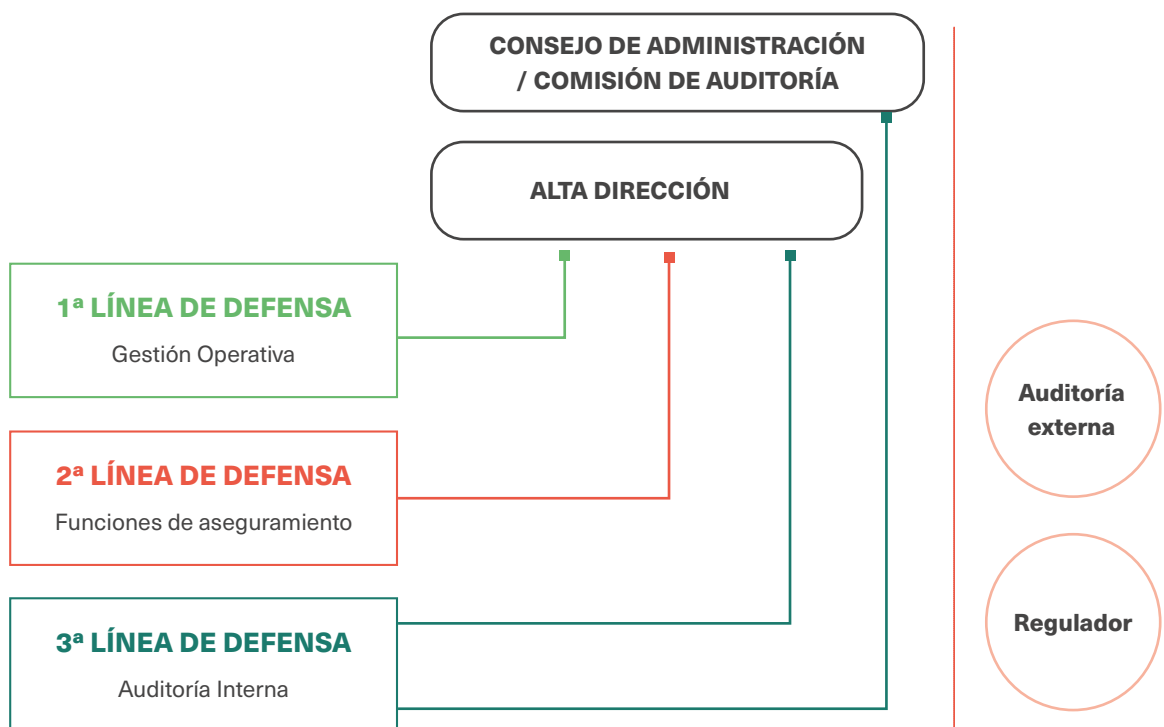 CONSEJO DE ADMINISTRACIÓN
/ COMISIÓN DE AUDITORÍA
ALTA DIRECCIÓN
1ª LÍNEA DE DEFENSA
Gestión Operativa
2ª LÍNEA DE DEFENSA
Funciones de aseguramiento
3ª LÍNEA DE DEFENSA
Auditoría Interna
Auditoría
externa
Regulador